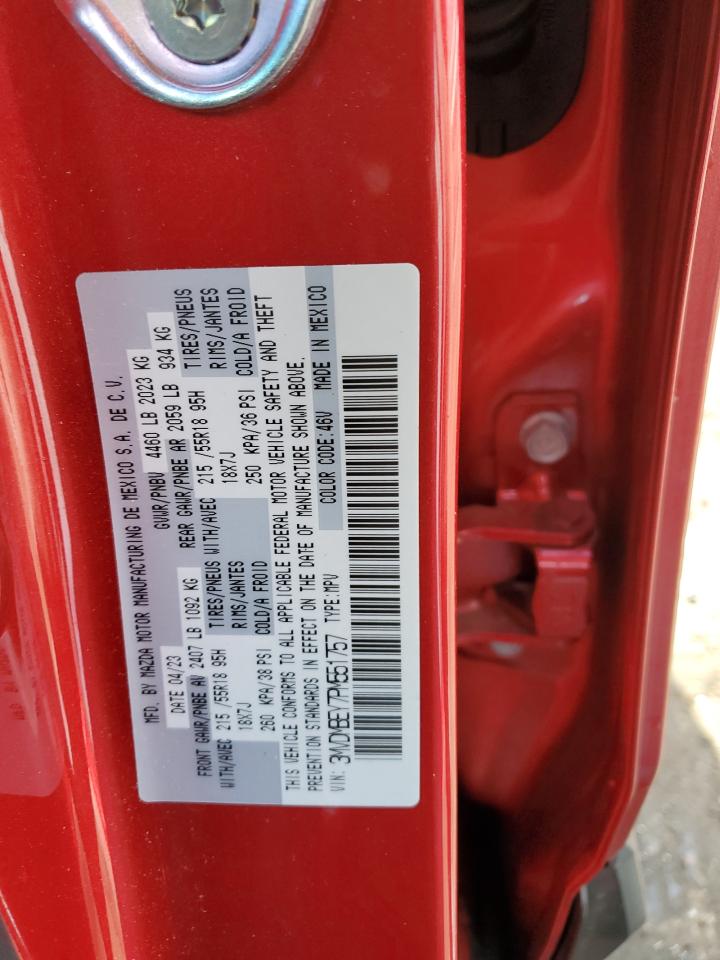 MFD. BY MAZDA MOTOR MANUFACTURING DE MEXICO S.A. DE C.V.
DATE 04/23 GVWR/PNBV 4460 LB 2023 KG
FRONT GAWR/PNBE AV 2407 LB 1092 KG REAR GAWR/PNBE AR 2059 LB 934 KG
WITH/AVEC 215 /55R18 95H TIRES/PNEUS WITH/AVEC 215 /55R18 95H TIRES/PNEUS
18X7J RIMS/JANTES 18X7J RIMS/JANTES
260 KPA/38 PSI COLD/A FROID 250 KPA/36 PSI COLD/A FROID
THIS VEHICLE CONFORMS TO ALL APPLICABLE FEDERAL MOTOR VEHICLE SAFETY AND THEFT
PREVENTION STANDARDS IN EFFECT ON THE DATE OF MANUFACTURE SHOWN ABOVE.
VIN: 3MVDMBEY7PM551757 TYPE:MPV COLOR CODE:46V MADE IN MEXICO